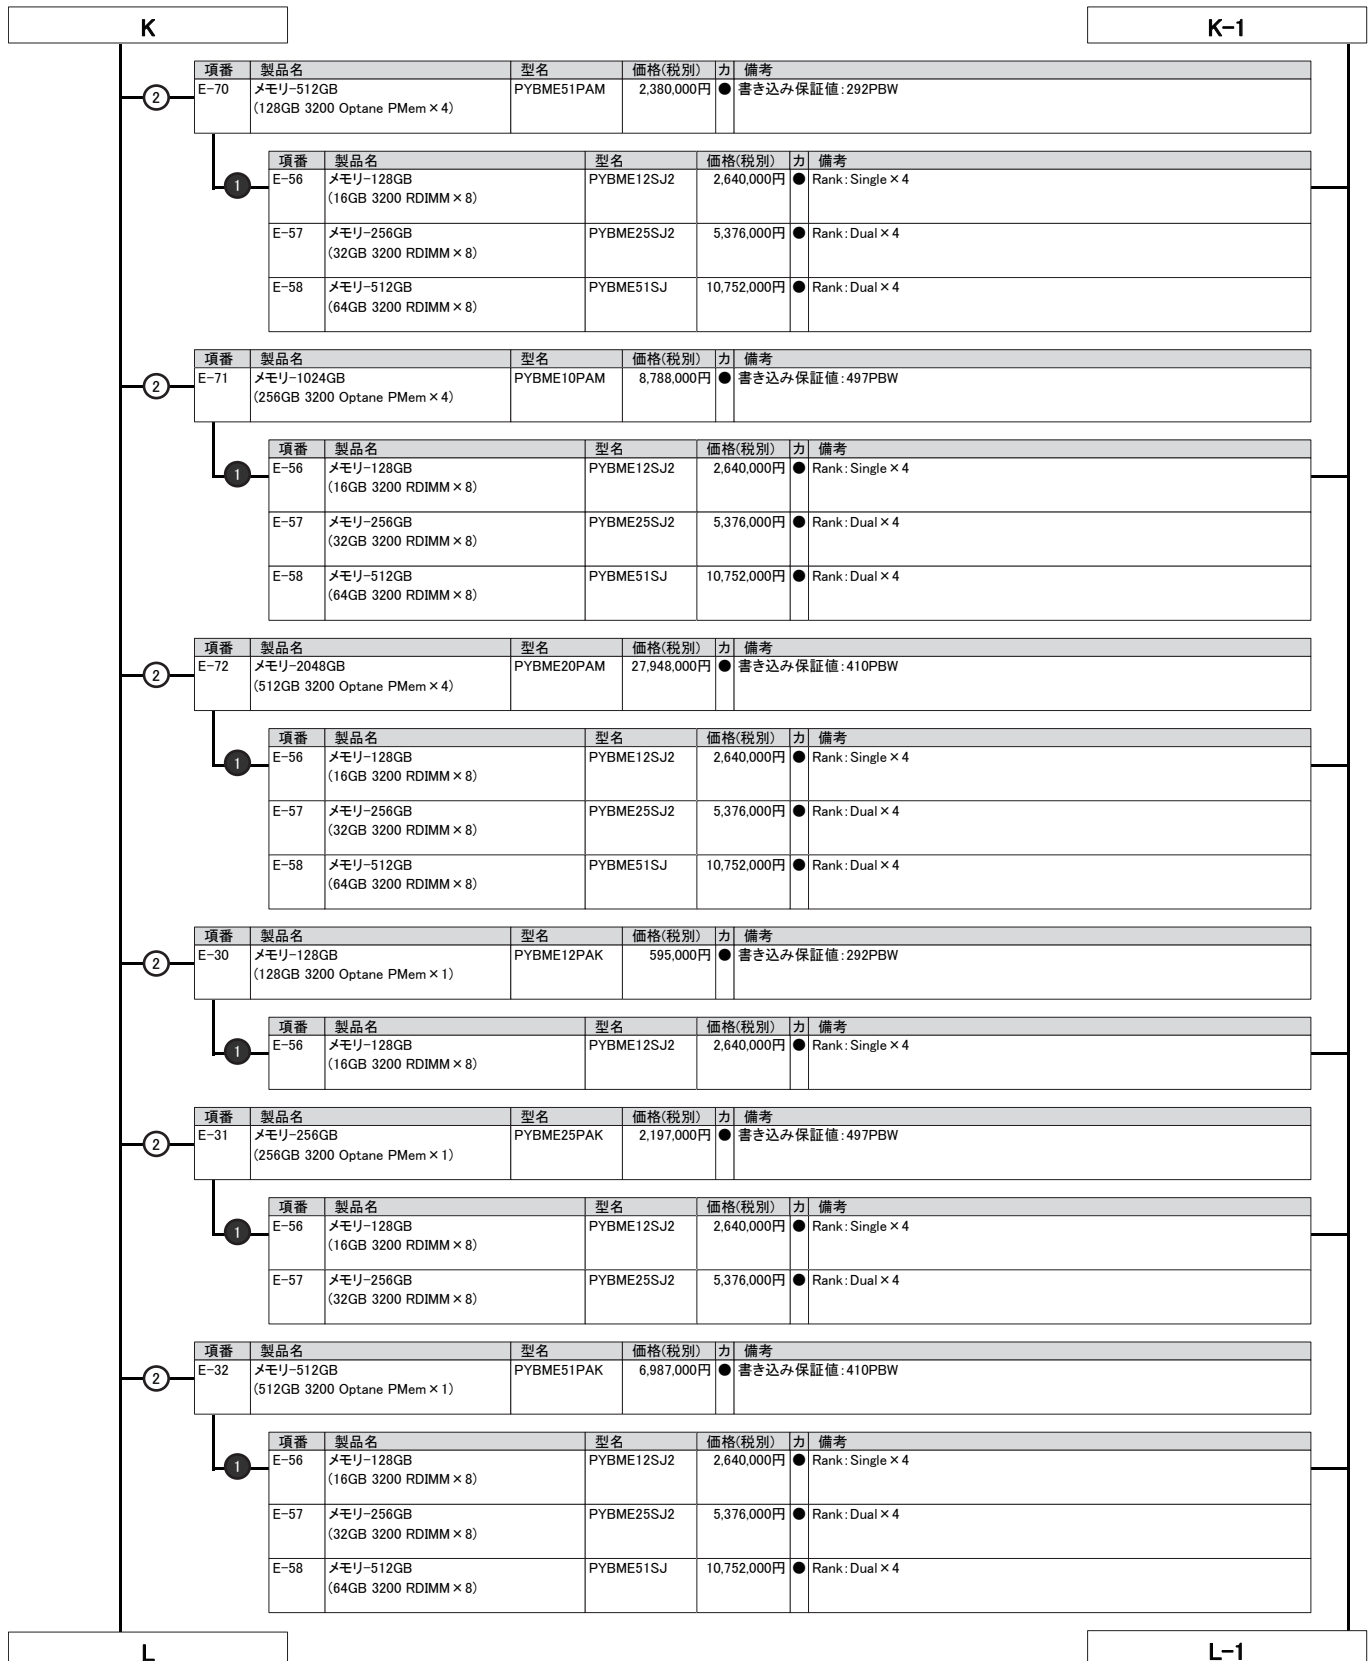 K K-1
項番 製品名 型名 価格(税別) カ 備考
② E-70 メモリ-512GB PYBME51PAM 2,380,000円 ● 書き込み保証値:292PBW
(128GB 3200 Optane PMem×4)
項番 製品名 型名 価格(税別) カ 備考
❶ E-56 メモリ-128GB PYBME12SJ2 2,640,000円 ● Rank:Single×4
(16GB 3200 RDIMM×8)
E-57 メモリ-256GB PYBME25SJ2 5,376,000円 ● Rank:Dual×4
(32GB 3200 RDIMM×8)
E-58 メモリ-512GB PYBME51SJ 10,752,000円 ● Rank:Dual×4
(64GB 3200 RDIMM×8)
項番 製品名 型名 価格(税別) カ 備考
② E-71 メモリ-1024GB PYBME10PAM 8,788,000円 ● 書き込み保証値:497PBW
(256GB 3200 Optane PMem×4)
項番 製品名 型名 価格(税別) カ 備考
❶ E-56 メモリ-128GB PYBME12SJ2 2,640,000円 ● Rank:Single×4
(16GB 3200 RDIMM×8)
E-57 メモリ-256GB PYBME25SJ2 5,376,000円 ● Rank:Dual×4
(32GB 3200 RDIMM×8)
E-58 メモリ-512GB PYBME51SJ 10,752,000円 ● Rank:Dual×4
(64GB 3200 RDIMM×8)
項番 製品名 型名 価格(税別) カ 備考
② E-72 メモリ-2048GB PYBME20PAM 27,948,000円 ● 書き込み保証値:410PBW
(512GB 3200 Optane PMem×4)
項番 製品名 型名 価格(税別) カ 備考
❶ E-56 メモリ-128GB PYBME12SJ2 2,640,000円 ● Rank:Single×4
(16GB 3200 RDIMM×8)
E-57 メモリ-256GB PYBME25SJ2 5,376,000円 ● Rank:Dual×4
(32GB 3200 RDIMM×8)
E-58 メモリ-512GB PYBME51SJ 10,752,000円 ● Rank:Dual×4
(64GB 3200 RDIMM×8)
項番 製品名 型名 価格(税別) カ 備考
② E-30 メモリ-128GB PYBME12PAK 595,000円 ● 書き込み保証値:292PBW
(128GB 3200 Optane PMem×1)
項番 製品名 型名 価格(税別) カ 備考
❶ E-56 メモリ-128GB PYBME12SJ2 2,640,000円 ● Rank:Single×4
(16GB 3200 RDIMM×8)
項番 製品名 型名 価格(税別) カ 備考
② E-31 メモリ-256GB PYBME25PAK 2,197,000円 ● 書き込み保証値:497PBW
(256GB 3200 Optane PMem×1)
項番 製品名 型名 価格(税別) カ 備考
❶ E-56 メモリ-128GB PYBME12SJ2 2,640,000円 ● Rank:Single×4
(16GB 3200 RDIMM×8)
E-57 メモリ-256GB PYBME25SJ2 5,376,000円 ● Rank:Dual×4
(32GB 3200 RDIMM×8)
項番 製品名 型名 価格(税別) カ 備考
② E-32 メモリ-512GB PYBME51PAK 6,987,000円 ● 書き込み保証値:410PBW
(512GB 3200 Optane PMem×1)
項番 製品名 型名 価格(税別) カ 備考
❶ E-56 メモリ-128GB PYBME12SJ2 2,640,000円 ● Rank:Single×4
(16GB 3200 RDIMM×8)
E-57 メモリ-256GB PYBME25SJ2 5,376,000円 ● Rank:Dual×4
(32GB 3200 RDIMM×8)
E-58 メモリ-512GB PYBME51SJ 10,752,000円 ● Rank:Dual×4
(64GB 3200 RDIMM×8)
L L-1